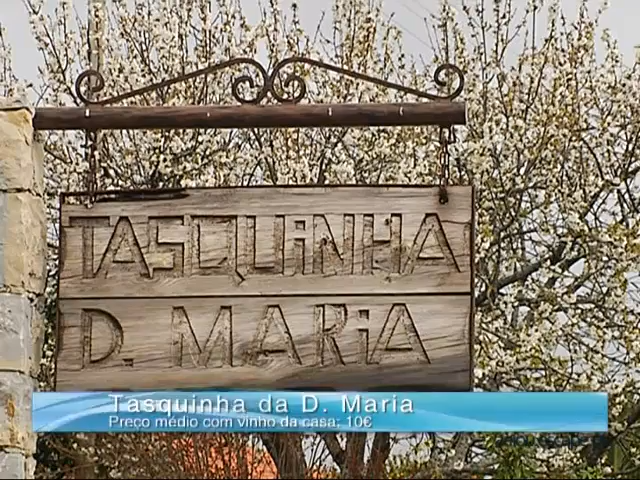 TASQUiNHA
D. MARiA
Tasquinha da D. Maria
Preço médio com vinho da casa: 10€